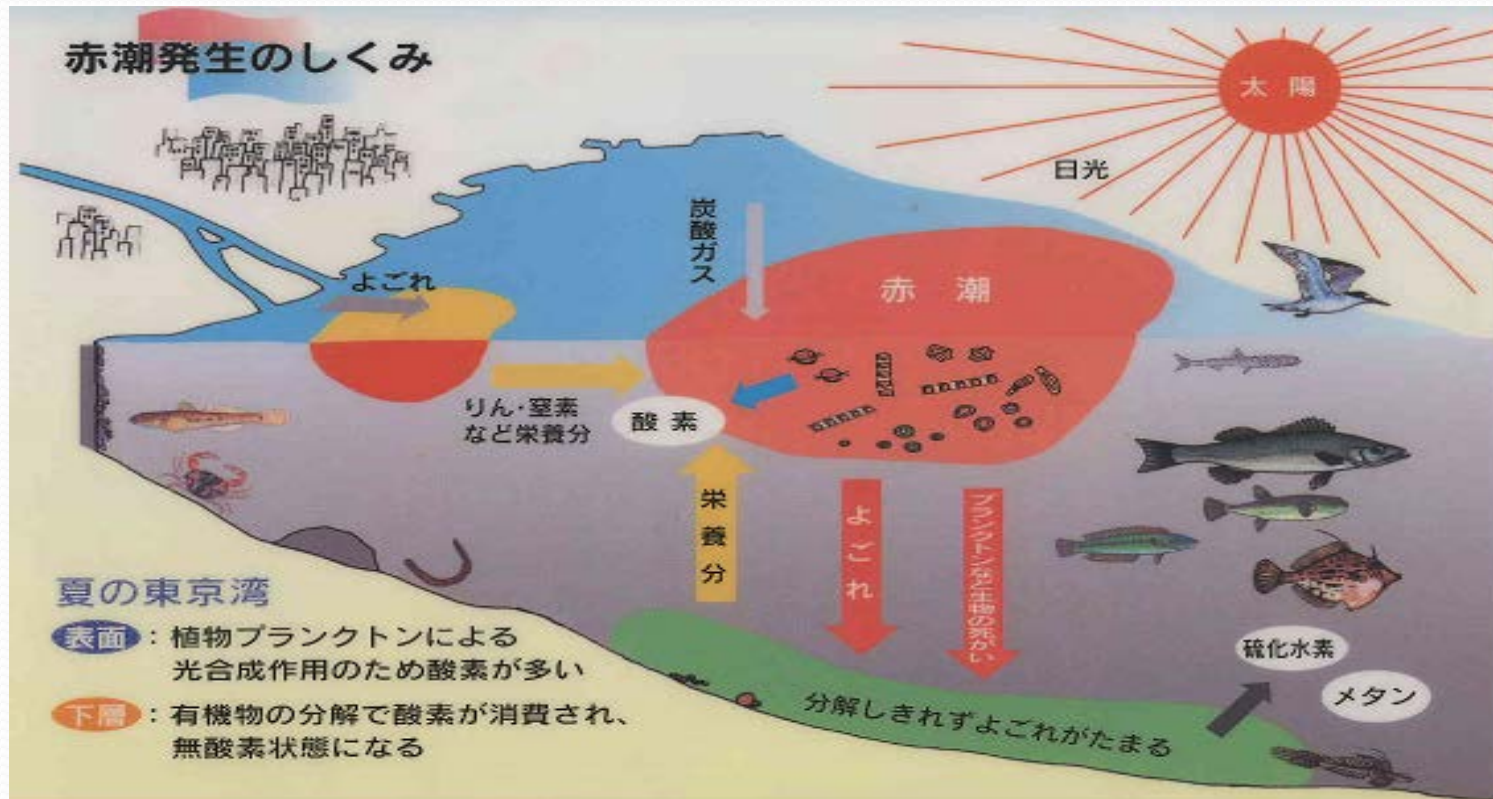 赤潮発生のしくみ
太陽
日光
炭酸ガス
赤潮
よごれ
りん・窒素
など栄養分
酸素
栄養分
よごれ
プランクトンなど生物の死がい
夏の東京湾
表面：植物プランクトンによる
光合成作用のため酸素が多い
下層：有機物の分解で酸素が消費され、
無酸素状態になる
分解しきれずよごれがたまる
硫化水素
メタン